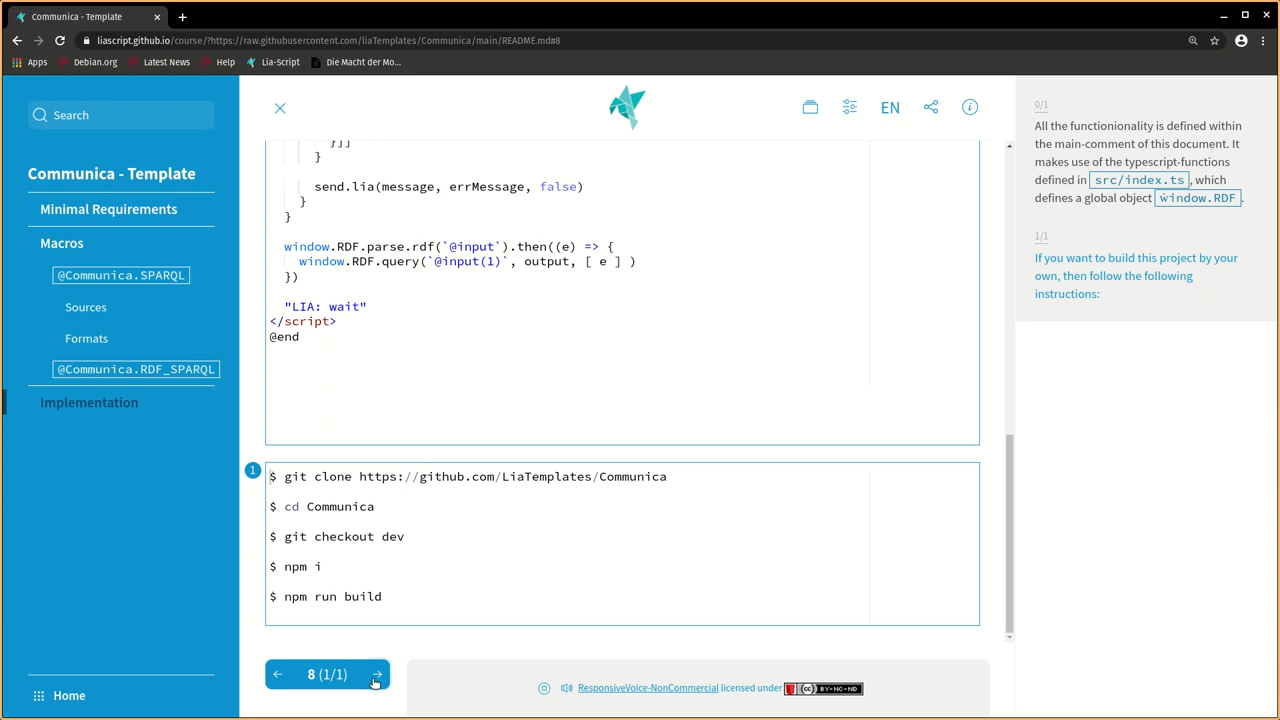 Communica - Template
liascript.github.io/course/?https://raw.githubusercontent.com/liaTemplates/Communica/main/README.md#8
Apps
Debian.org
Latest News
Help
Lia-Script
Die Macht der Mo...
Search
Communica - Template
Minimal Requirements
Macros
@Communica.SPARQL
Sources
Formats
@Communica.RDF_SPARQL
Implementation
Home
EN
}]]
}
send.lia(message, errMessage, false)
}
}
window.RDF.parse.rdf(`@input`).then((e) => {
window.RDF.query(`@input(1)`, output, [ e ] )
})
"LIA: wait"
</script>
@end
1
$ git clone https://github.com/LiaTemplates/Communica
$ cd Communica
$ git checkout dev
$ npm i
$ npm run build
8 (1/1)
ResponsiveVoice-NonCommercial licensed under
BY-NC-ND
0/1
All the functionionality is defined within
the main-comment of this document. It
makes use of the typescript-functions
defined in src/index.ts, which
defines a global object window.RDF.
1/1
If you want to build this project by your
own, then follow the following
instructions: